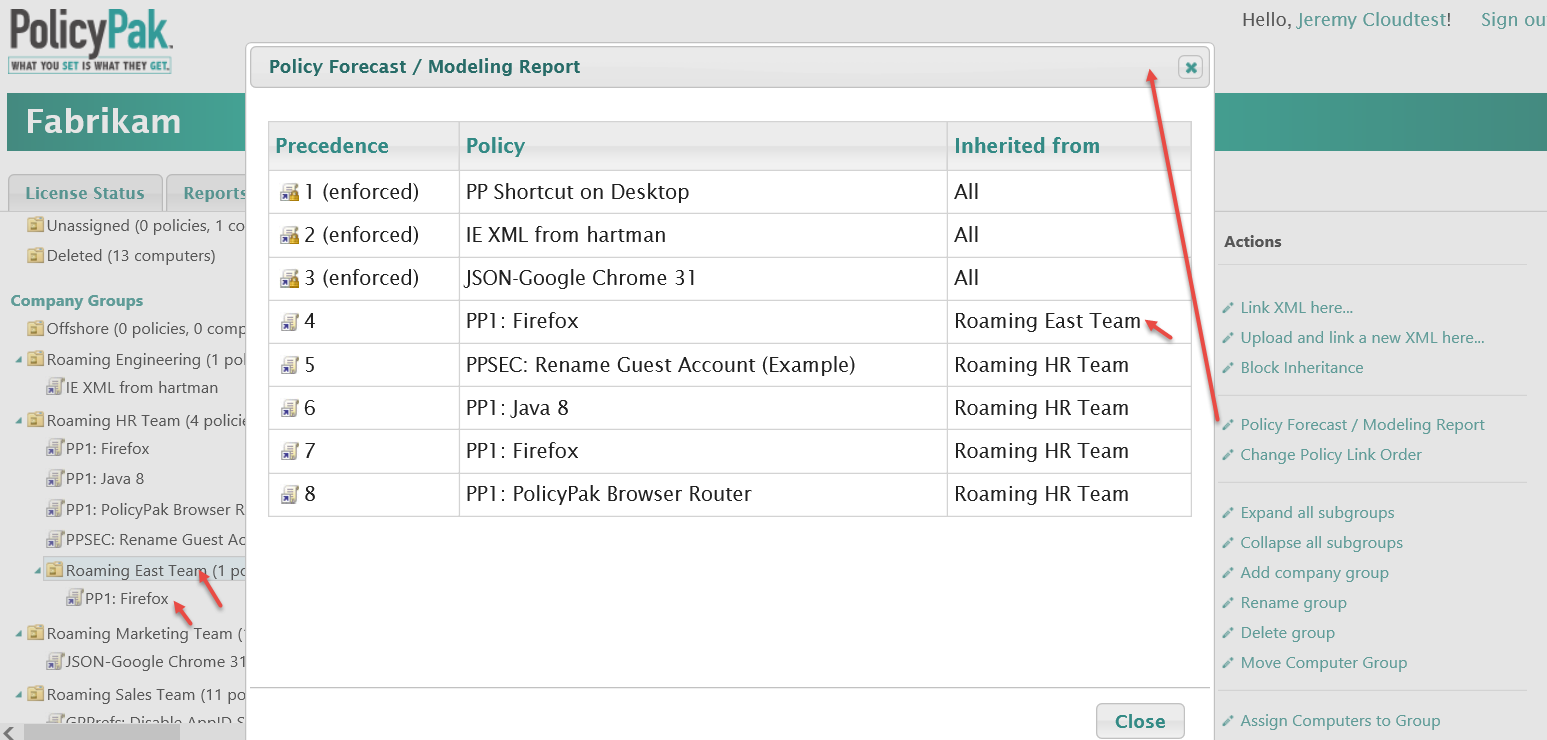 PolicyPak.
WHAT YOU SET IS WHAT THEY GET.
Hello, Jeremy Cloudtest! Sign ou
Fabrikam
License Status
Reports
Unassigned (0 policies, 1 co
Deleted (13 computers)
Company Groups
Offshore (0 policies, 0 comp
Roaming Engineering (1 pol
IE XML from hartman
Roaming HR Team (4 policie
PP1: Firefox
PP1: Java 8
PP1: PolicyPak Browser R
PPSEC: Rename Guest Ac
Roaming East Team (1 po
PP1: Firefox
Roaming Marketing Team (1
JSON-Google Chrome 31
Roaming Sales Team (11 po
GPPrefs: Disable AppID S
Policy Forecast / Modeling Report
Precedence Policy Inherited from
1 (enforced) PP Shortcut on Desktop All
2 (enforced) IE XML from hartman All
3 (enforced) JSON-Google Chrome 31 All
4 PP1: Firefox Roaming East Team
5 PPSEC: Rename Guest Account (Example) Roaming HR Team
6 PP1: Java 8 Roaming HR Team
7 PP1: Firefox Roaming HR Team
8 PP1: PolicyPak Browser Router Roaming HR Team
Close
Actions
Link XML here...
Upload and link a new XML here...
Block Inheritance
Policy Forecast / Modeling Report
Change Policy Link Order
Expand all subgroups
Collapse all subgroups
Add company group
Rename group
Delete group
Move Computer Group
Assign Computers to Group